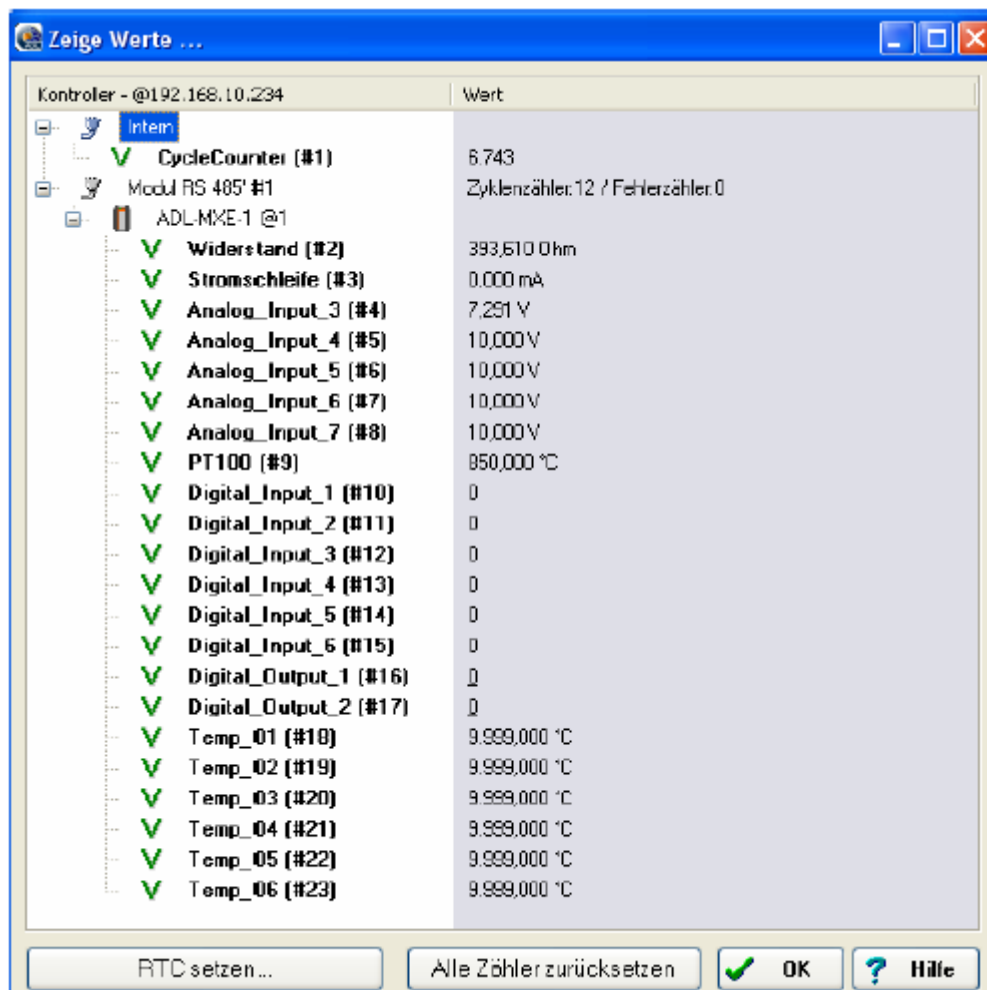 Zeige Werte ...
Kontroller - @192.168.10.234 Wert
Intern
CycleCounter (#1) 6.743
Modul RS 485' #1 Zyklenzähler:12 / Fehlerzähler:0
ADL-MXE-1 @1
Widerstand (#2) 393,610 Ohm
Stromschleife (#3) 0.000 mA
Analog_Input_3 (#4) 7,291 V
Analog_Input_4 (#5) 10,000 V
Analog_Input_5 (#6) 10,000 V
Analog_Input_6 (#7) 10,000 V
Analog_Input_7 (#8) 10,000 V
PT100 (#9) 850,000 °C
Digital_Input_1 (#10) 0
Digital_Input_2 (#11) 0
Digital_Input_3 (#12) 0
Digital_Input_4 (#13) 0
Digital_Input_5 (#14) 0
Digital_Input_6 (#15) 0
Digital_Output_1 (#16) 0
Digital_Output_2 (#17) 0
Temp_01 (#18) 9.999,000 °C
Temp_02 (#19) 9.999,000 °C
Temp_03 (#20) 9.999,000 °C
Temp_04 (#21) 9.999,000 °C
Temp_05 (#22) 9.999,000 °C
Temp_06 (#23) 9.999,000 °C
RTC setzen... Alle Zähler zurücksetzen OK ? Hilfe